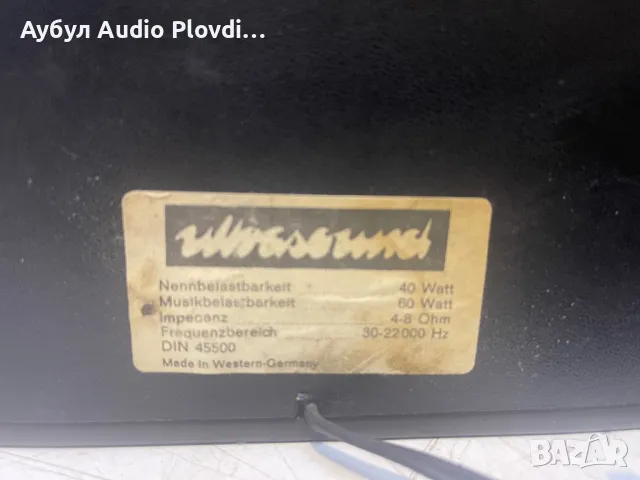 Аубул Audio Plovdi...
ultrasound
Nennbelastbarkeit 40 Watt
Musikbelastbarkeit 60 Watt
Impecanz 4-8 Ohm
Frequenzbereich 30-22000 Hz
DIN 45500
Made in Western-Germany
BAZAR